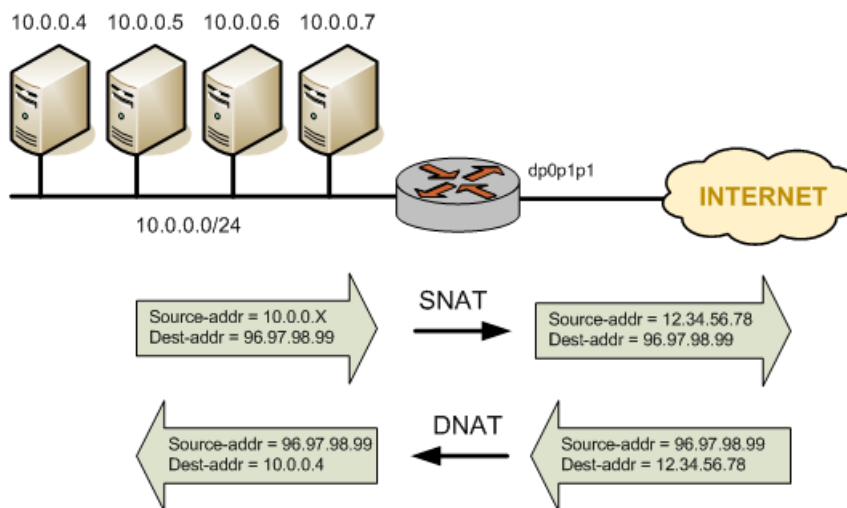 10.0.0.4 10.0.0.5 10.0.0.6 10.0.0.7
dp0p1p1
INTERNET
10.0.0.0/24
Source-addr = 10.0.0.X
Dest-addr = 96.97.98.99
SNAT
Source-addr = 12.34.56.78
Dest-addr = 96.97.98.99
Source-addr = 96.97.98.99
Dest-addr = 10.0.0.4
DNAT
Source-addr = 96.97.98.99
Dest-addr = 12.34.56.78